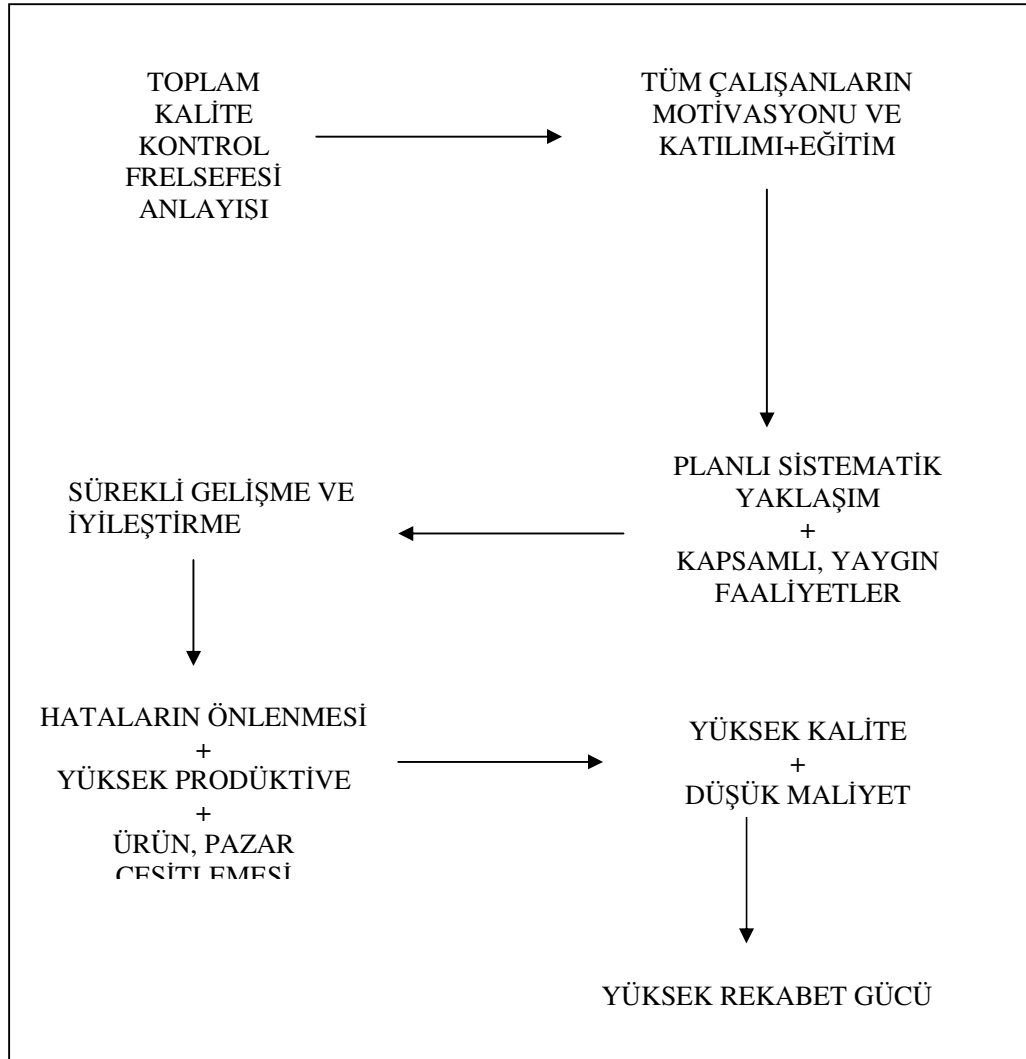 TOPLAM
KALİTE
KONTROL
FRELSEFESİ
ANLAYIŞI
TÜM ÇALIŞANLARIN
MOTİVASYONU VE
KATILIMI+EĞİTİM
PLANLI SİSTEMATİK
YAKLAŞIM
+
KAPSAMLI, YAYGIN
FAALİYETLER
SÜREKLİ GELİŞME VE
İYİLEŞTİRME
HATALARIN ÖNLENMESİ
+
YÜKSEK PRODÜKTİVE
+
ÜRÜN, PAZAR
ÇEŞİTLEMESİ
YÜKSEK KALİTE
+
DÜŞÜK MALİYET
YÜKSEK REKABET GÜCÜ